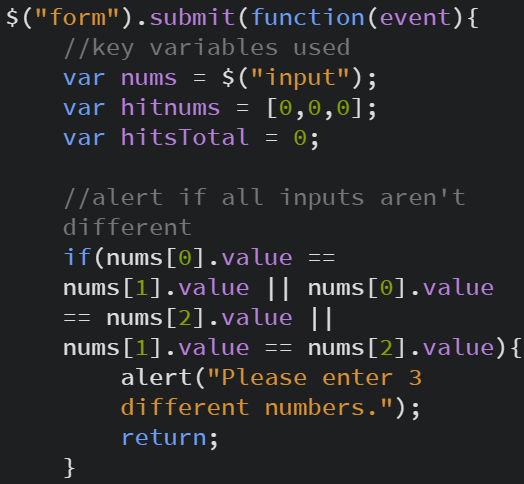 $("form").submit(function(event){
//key variables used
var nums = $("input");
var hitnums = [0,0,0];
var hitsTotal = 0;
//alert if all inputs aren't
different
if(nums[0].value ==
nums[1].value || nums[0].value
== nums[2].value ||
nums[1].value == nums[2].value){
alert("Please enter 3
different numbers.");
return;
}